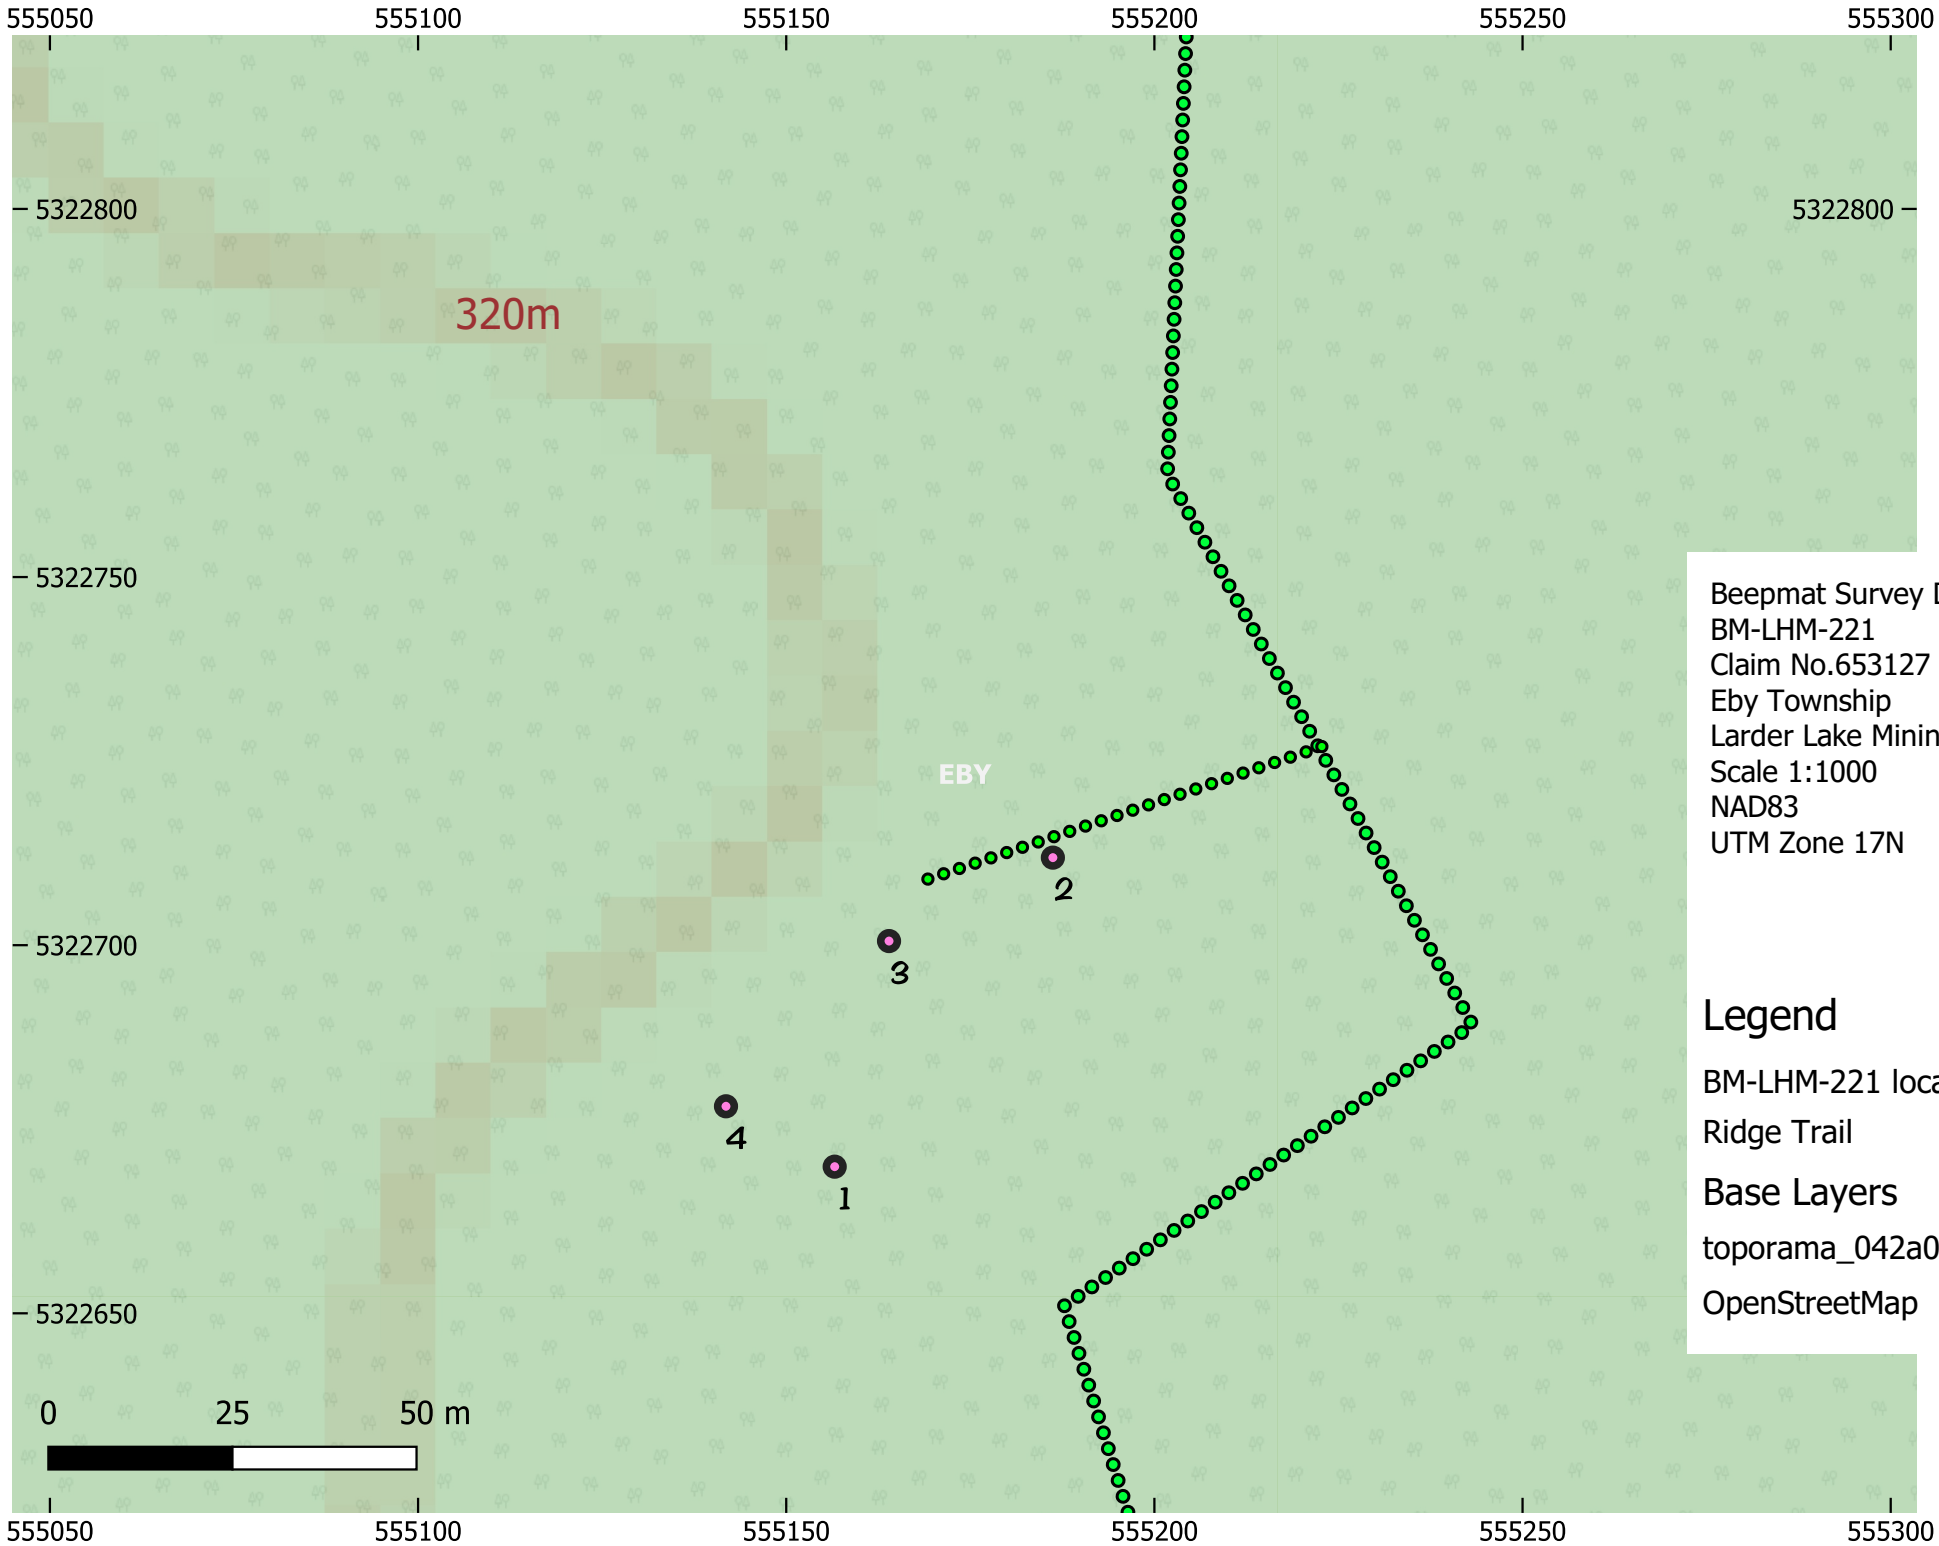 555050 555100 555150 555200 555250 555300
5322800 5322800
320m
5322750
Beepmat Survey
BM-LHM-221
Claim No.653127
Eby Township
Larder Lake
Scale 1:1000
NAD83
UTM Zone 17N
EBY
2
5322700
3
Legend
BM-LHM-221
4
Ridge Trail
1
Base Layers
toporama_042a0
5322650
OpenStreetMap
0 25 50 m
555050 555100 555150 555200 555250 555300